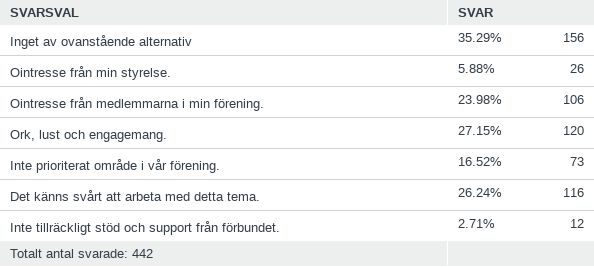 SVARSVAL SVAR
Inget av ovanstående alternativ 35.29% 156
Ointresse från min styrelse. 5.88% 26
Ointresse från medlemmarna i min förening. 23.98% 106
Ork, lust och engagemang. 27.15% 120
Inte prioriterat område i vår förening. 16.52% 73
Det känns svårt att arbeta med detta tema. 26.24% 116
Inte tillräckligt stöd och support från förbundet. 2.71% 12
Totalt antal svarade: 442